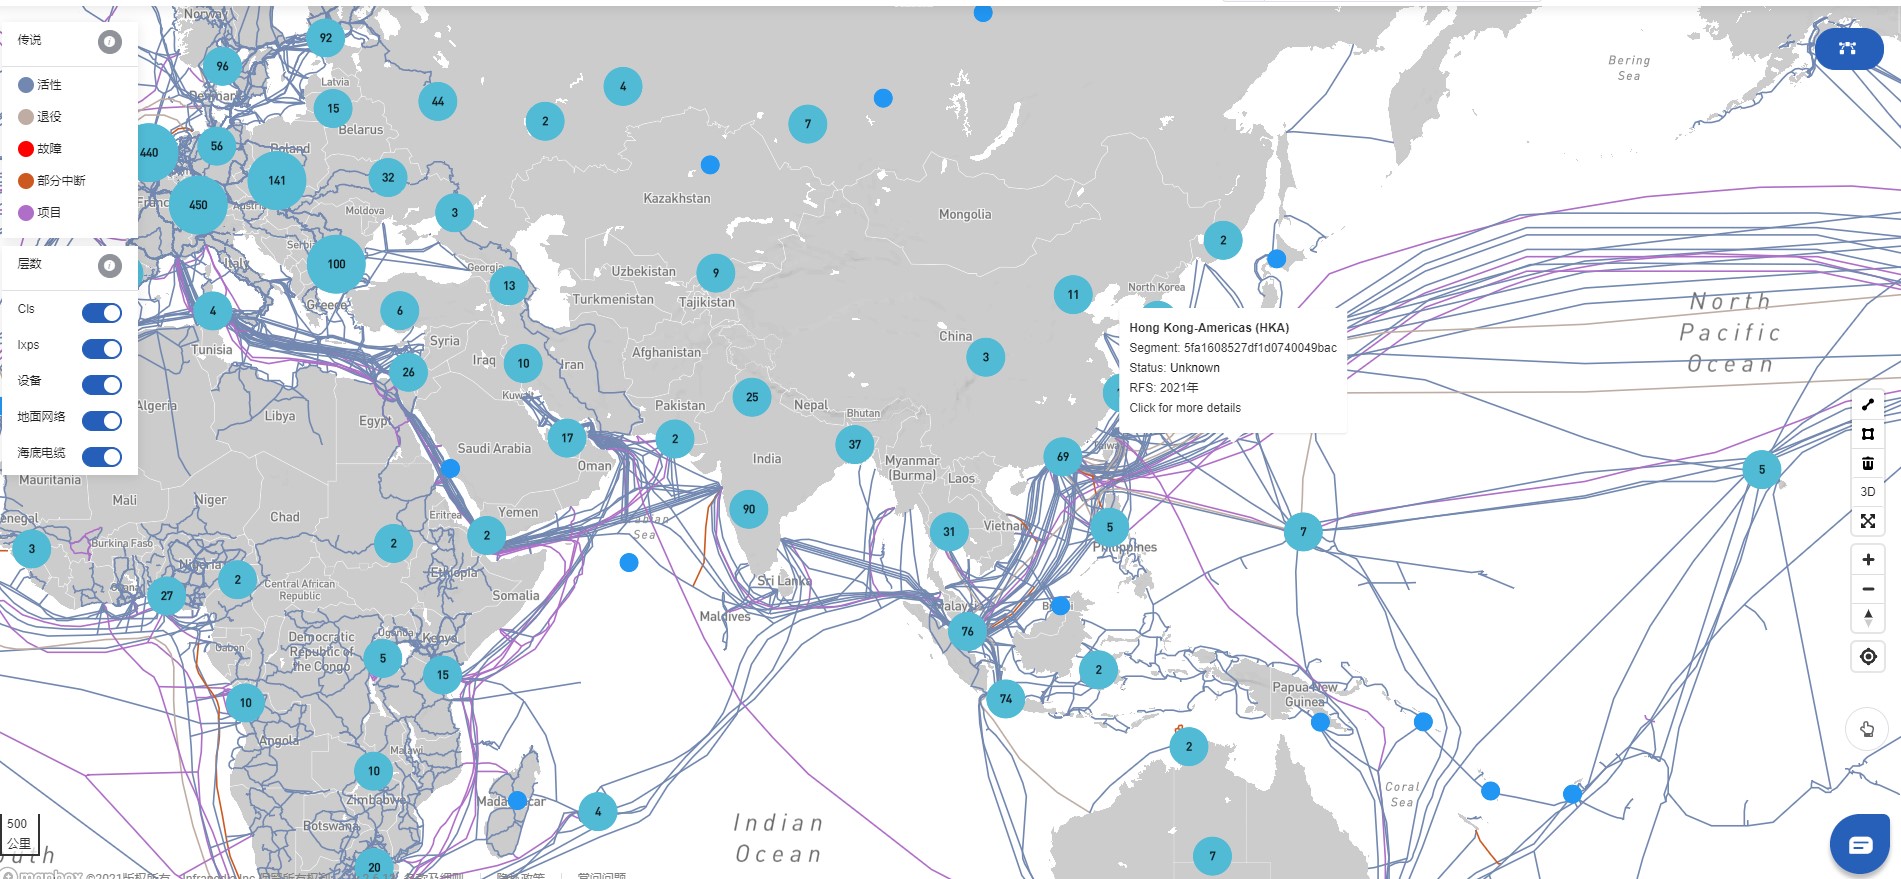 传说
活性
退役
故障
部分中断
项目
层数
Cls
Ixps
设备
地面网络
海底电缆
Norway
92
96
Denmark
Latvia
15
44
2
4
7
Belarus
440
56
Poland
141
32
450
Franc
Austria
Moldova
3
Kazakhstan
Mongolia
Bering
Sea
Serbia
100
Italy
Georgia
13
Uzbekistan
9
Turkmenistan
Tajikistan
2
11
North Korea
Greece
4
6
Tunisia
Syria
Iraq
10
Iran
Afghanistan
China
3
Hong Kong-Americas (HKA)
Segment: 5fa1608527df1d0740049bac
Status: Unknown
RFS: 2021年
Click for more details
North
Pacific
Ocean
26
Kuwait
Algeria
Libya
Egypt
Pakistan
25
Nepal
Bhutan
Saudi Arabia
17
2
Oman
India
37
Myanmar
(Burma)
Laos
69
Taiwan
5
3D
Mauritania
Mali
Niger
Chad
Eritrea
Yemen
90
Arabian
Sea
31
Vietnam
5
Philippines
7
enegal
3
Burkina Faso
Nigeria
Ghana
27
2
2
2
Central African
Republic
Ethiopia
Somalia
Sri Lanka
Maldives
Malaysia
76
Brunei
Gabon
Democratic
Republic of
the Congo
Uganda
Kenya
5
15
10
74
2
Papua New
Guinea
Angola
Malawi
10
Zimbabwe
Madagascar
4
2
Coral
Sea
Botswana
20
Indian
Ocean
7
500
公里
outh
mapbox
©2021版权所有